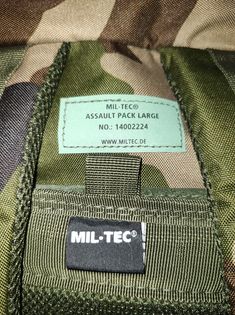 MIL-TEC®
ASSAULT PACK LARGE
NO.: 14002224
WWW.MILTEC.DE
MIL-TEC®